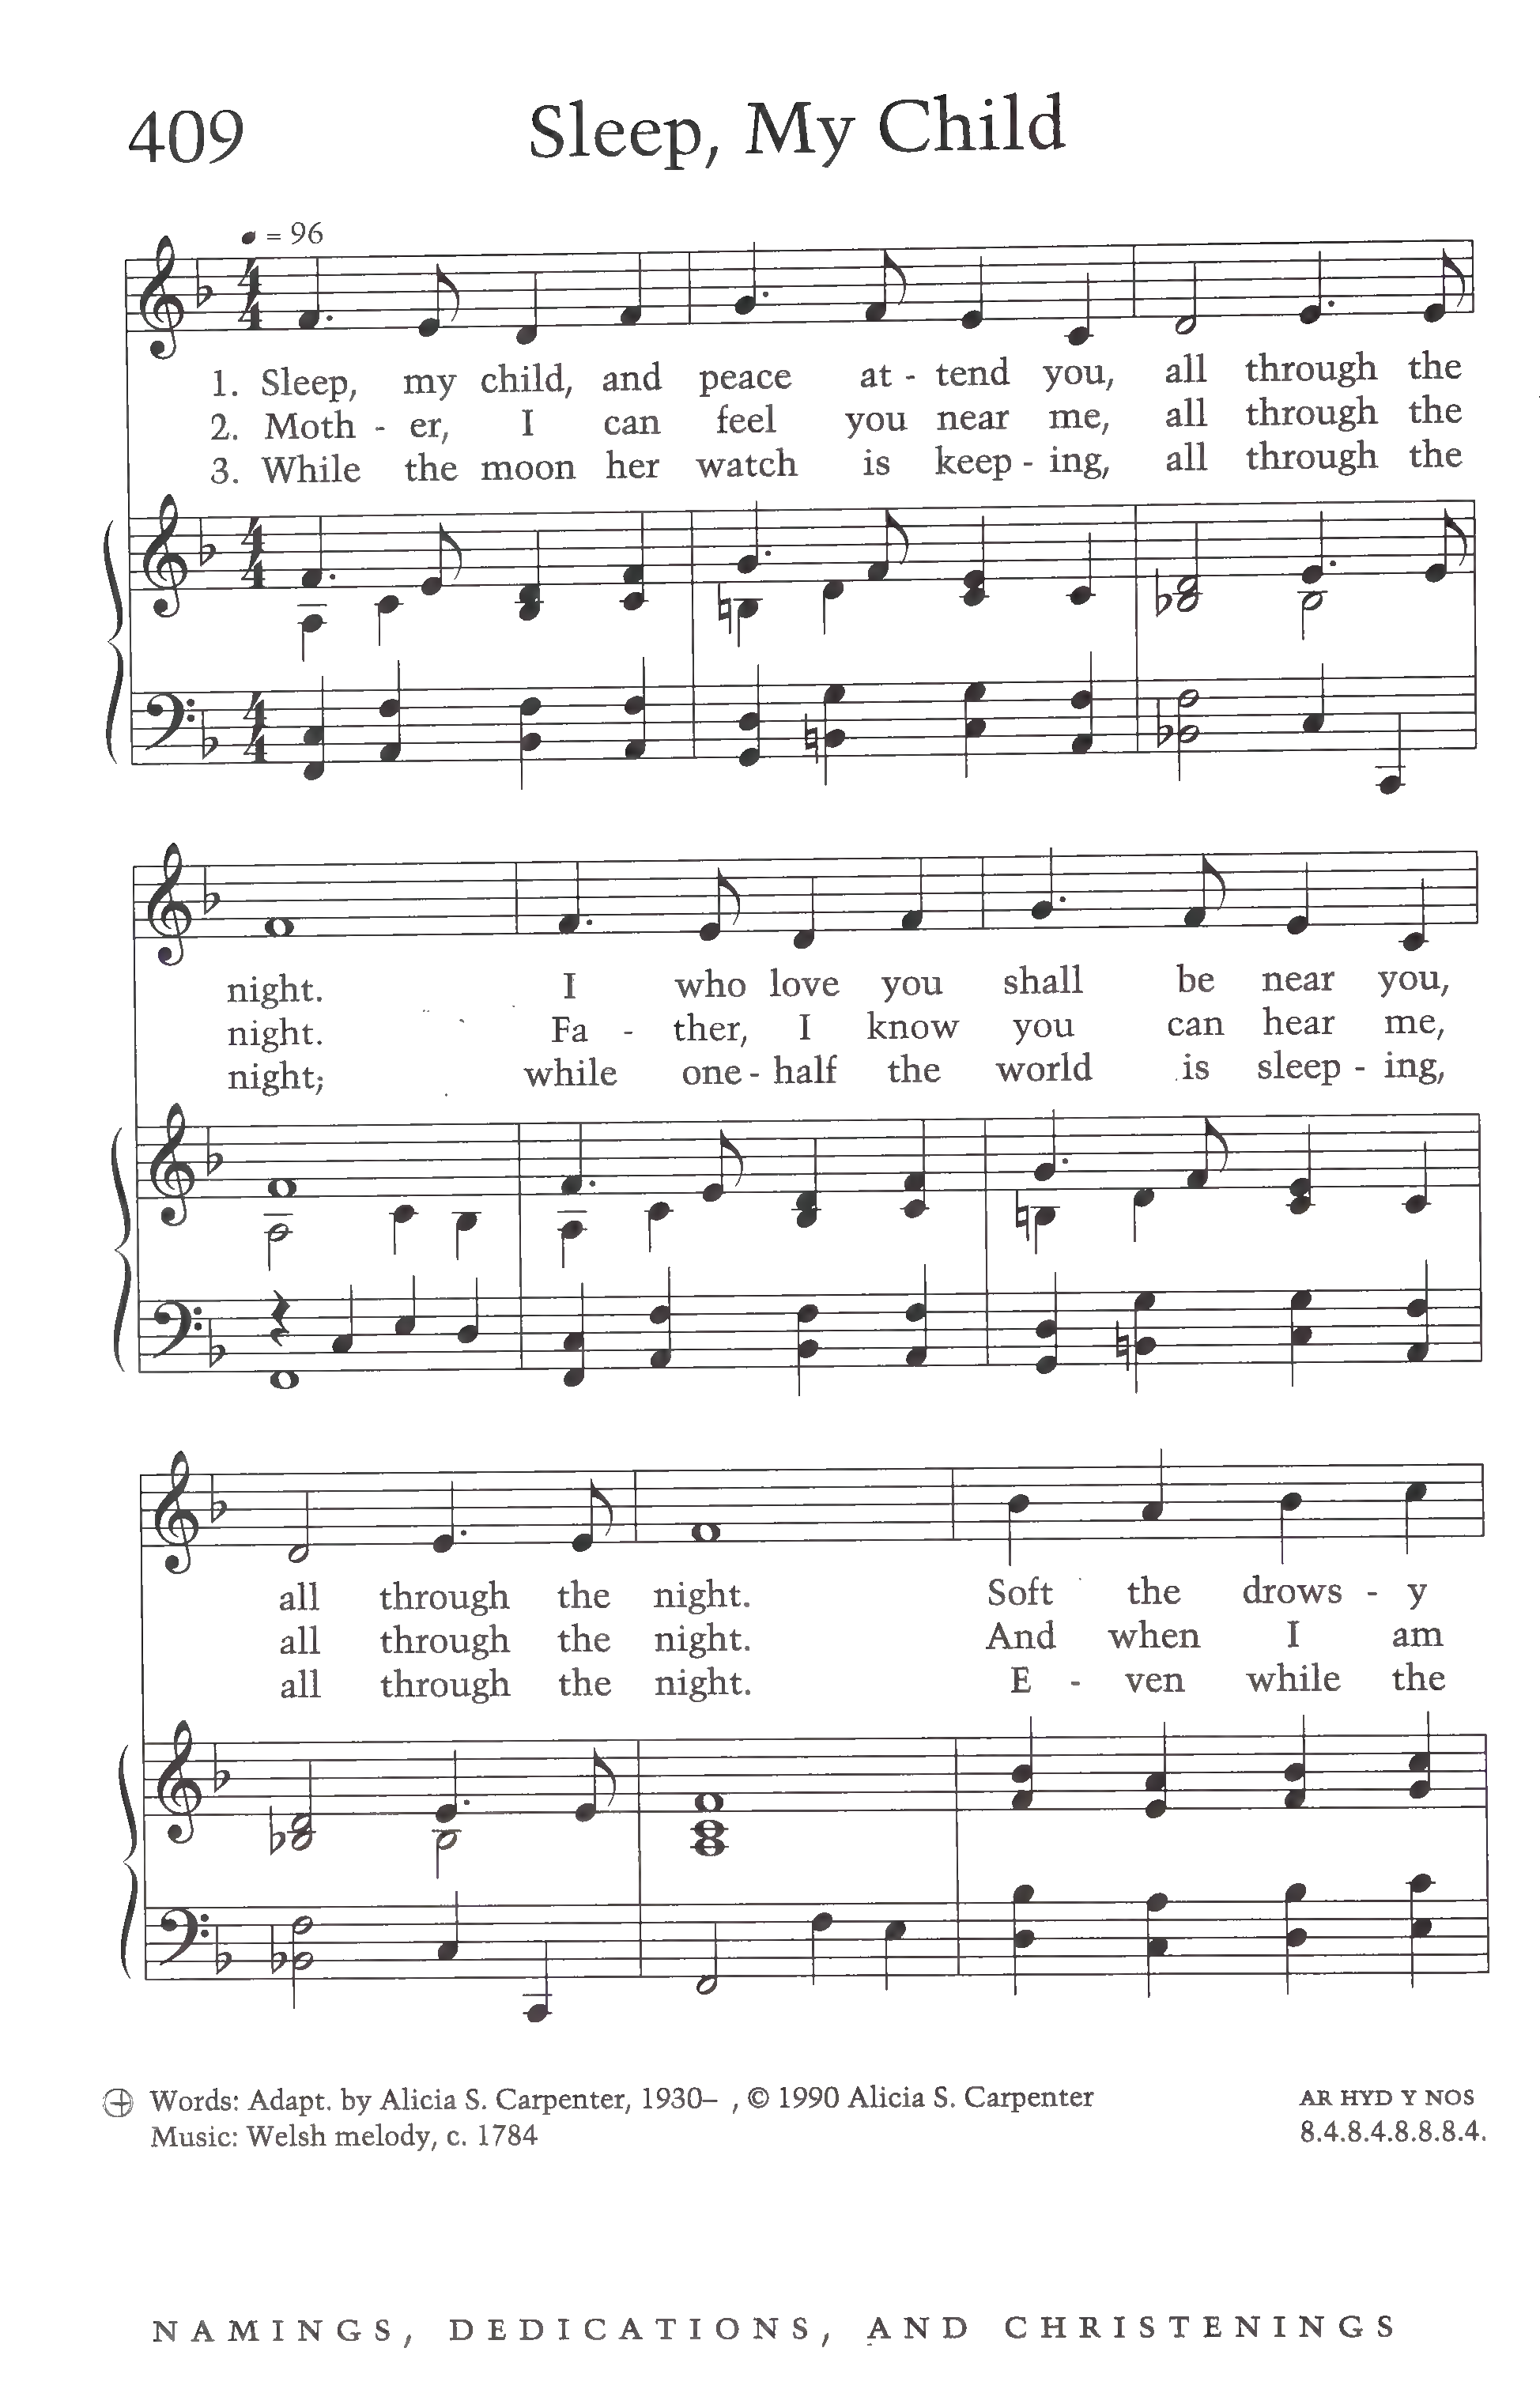 409 Sleep, My Child
= 96
1. Sleep, my child, and peace at - tend you, all through the
2. Moth - er, I can feel you near me, all through the
3. While the moon her watch is keep - ing, all through the
night. I who love you shall be near you,
night. Fa - ther, I know you can hear me,
night; while one - half the world is sleep - ing,
all through the night. Soft the drows - y
all through the night. And when I am
all through the night. E - ven while the
Words: Adapt. by Alicia S. Carpenter, 1930– , © 1990 Alicia S. Carpenter AR HYD Y NOS
Music: Welsh melody, c. 1784 8.4.8.4.8.8.8.4.
NAMINGS, DEDICATIONS, AND CHRISTENINGS